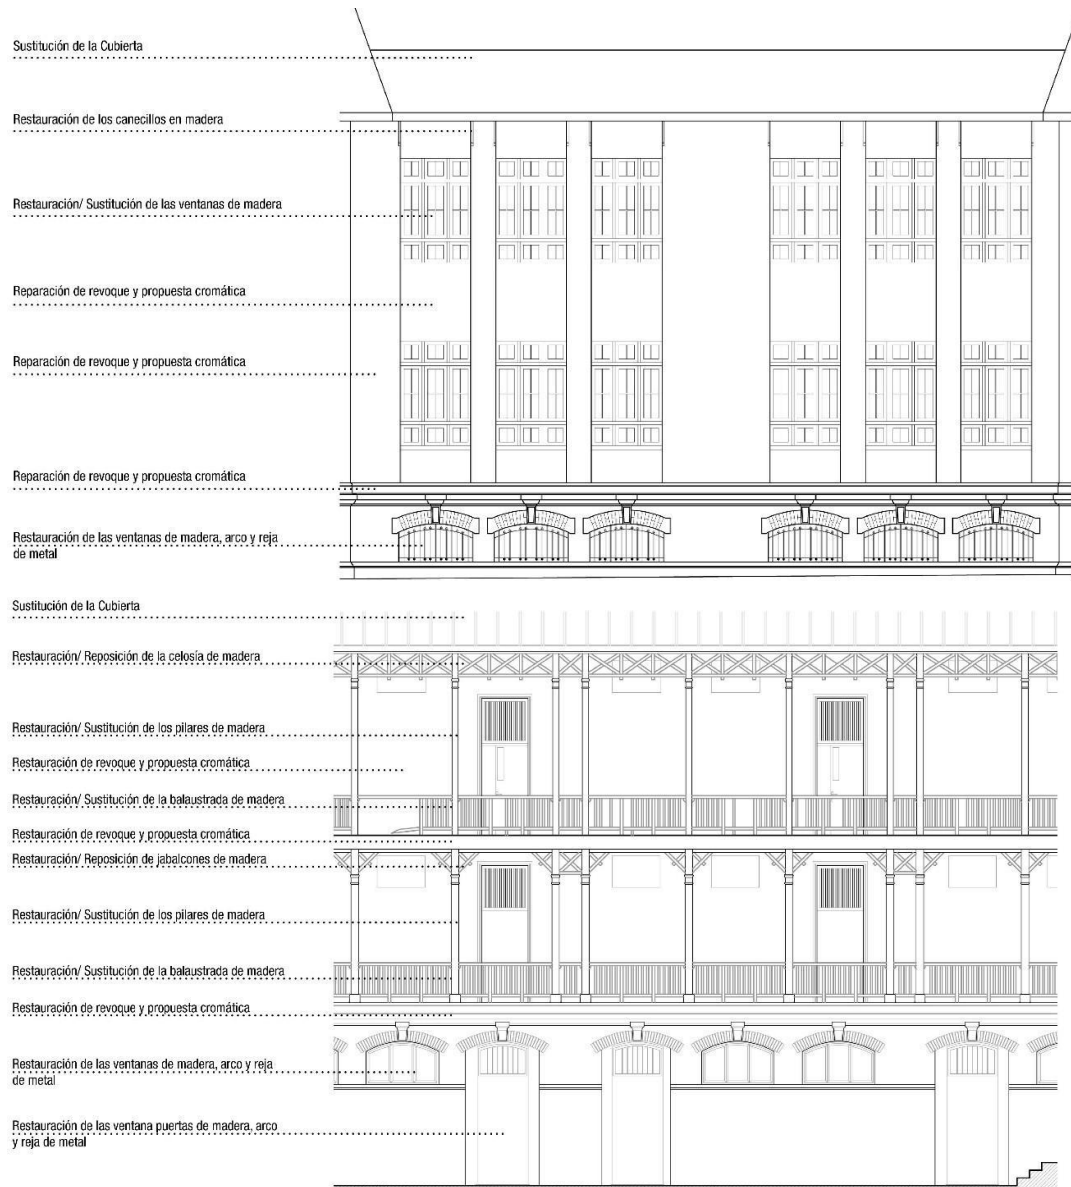 Sustitución de la Cubierta
Restauración de los canecillos en madera
Restauración/ Sustitución de las ventanas de madera
Reparación de revoque y propuesta cromática
Reparación de revoque y propuesta cromática
Reparación de revoque y propuesta cromática
Restauración de las ventanas de madera, arco y reja
de metal
Sustitución de la Cubierta
Restauración/ Reposición de la celosía de madera
Restauración/ Sustitución de los pilares de madera
Restauración de revoque y propuesta cromática
Restauración/ Sustitución de la balaustrada de madera
Restauración de revoque y propuesta cromática
Restauración/ Reposición de jabalcones de madera
Restauración/ Sustitución de los pilares de madera
Restauración/ Sustitución de la balaustrada de madera
Restauración de revoque y propuesta cromática
Restauración de las ventanas de madera, arco y reja
de metal
Restauración de las ventana puertas de madera, arco
y reja de metal